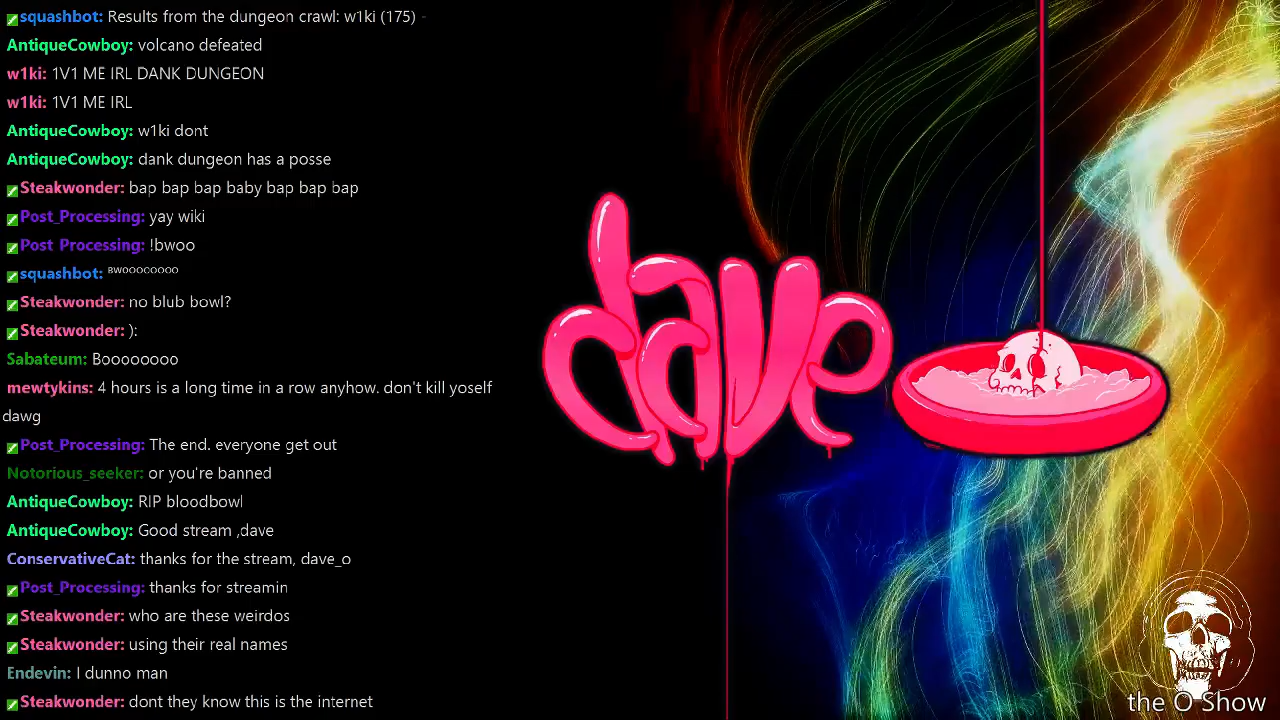 squashbot: Results from the dungeon crawl: w1ki (175) -
AntiqueCowboy: volcano defeated
w1ki: 1V1 ME IRL DANK DUNGEON
w1ki: 1V1 ME IRL
AntiqueCowboy: w1ki dont
AntiqueCowboy: dank dungeon has a posse
Steakwonder: bap bap bap baby bap bap bap
Post_Processing: yay wiki
Post_Processing: !bwoo
squashbot: ᴮᵂᴼᴼᴼᴼᴼᴼᴼᴼ
Steakwonder: no blub bowl?
Steakwonder: ):
Sabateum: Boooooooo
mewtykins: 4 hours is a long time in a row anyhow. don't kill yoself
dawg
Post_Processing: The end. everyone get out
Notorious_seeker: or you're banned
AntiqueCowboy: RIP bloodbowl
AntiqueCowboy: Good stream ,dave
ConservativeCat: thanks for the stream, dave_o
Post_Processing: thanks for streamin
Steakwonder: who are these weirdos
Steakwonder: using their real names
Endevin: I dunno man
Steakwonder: dont they know this is the internet
dave
the O Show